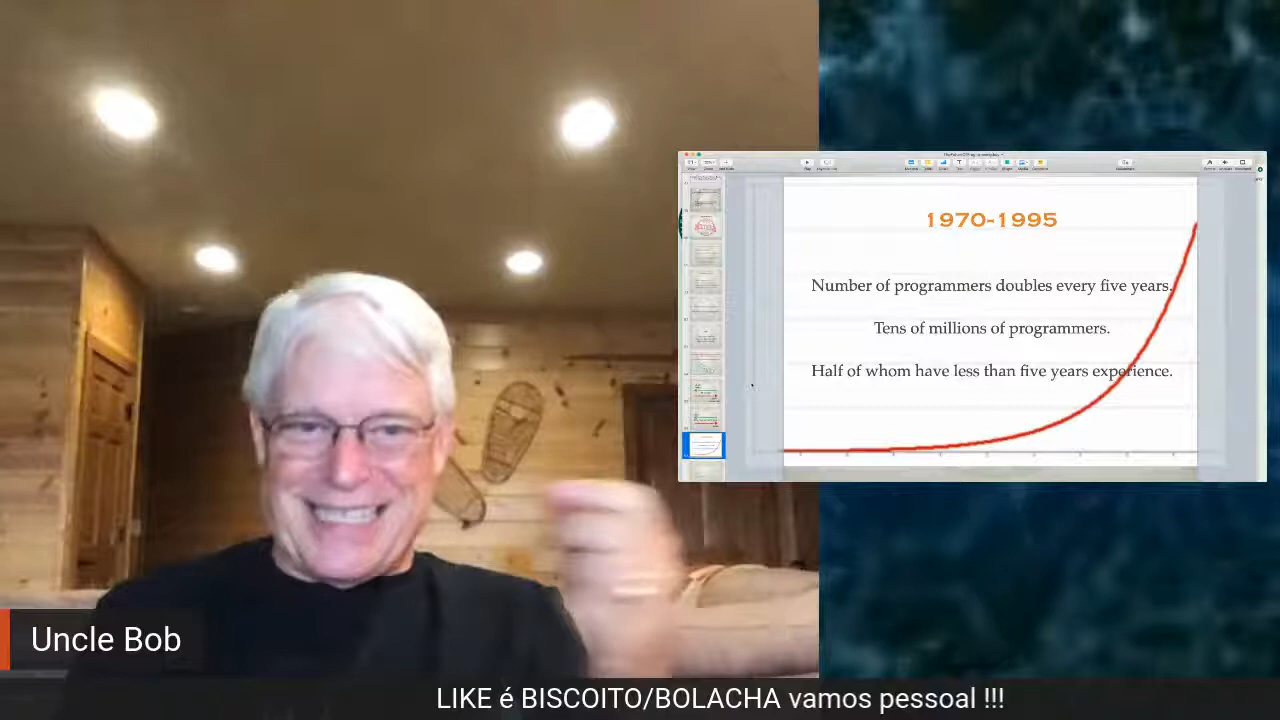 1970-1995
Number of programmers doubles every five years.
Tens of millions of programmers.
Half of whom have less than five years experience.
Uncle Bob
LIKE é BISCOITO/BOLACHA vamos pessoal !!!